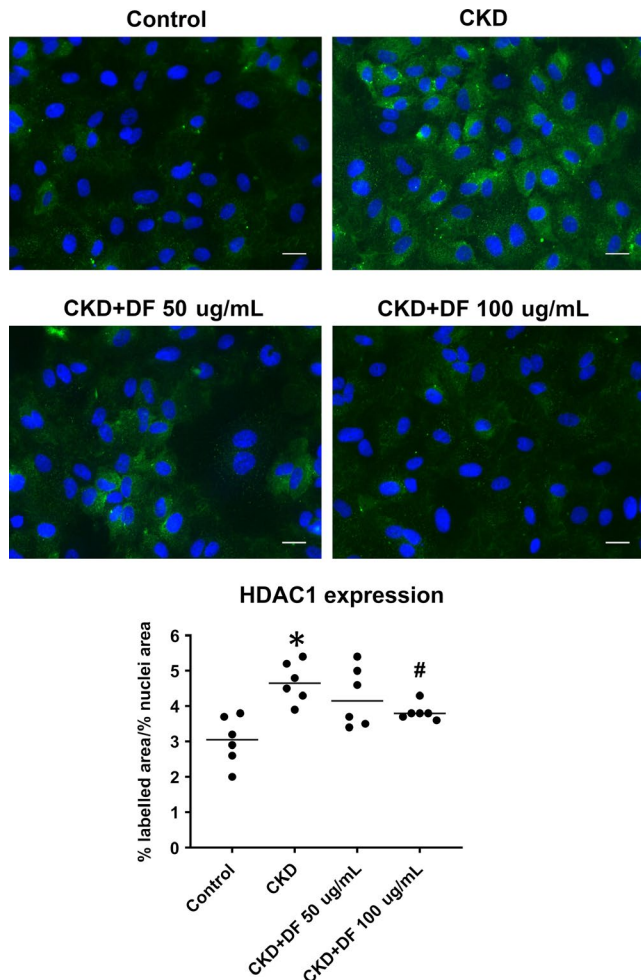 Control
CKD
CKD+DF 50 ug/mL
CKD+DF 100 ug/mL
HDAC1 expression
% labelled area/% nuclei area
6
5
4
3
2
1
0
*
#
Control
CKD
CKD+DF 50 ug/mL
CKD+DF 100 ug/mL